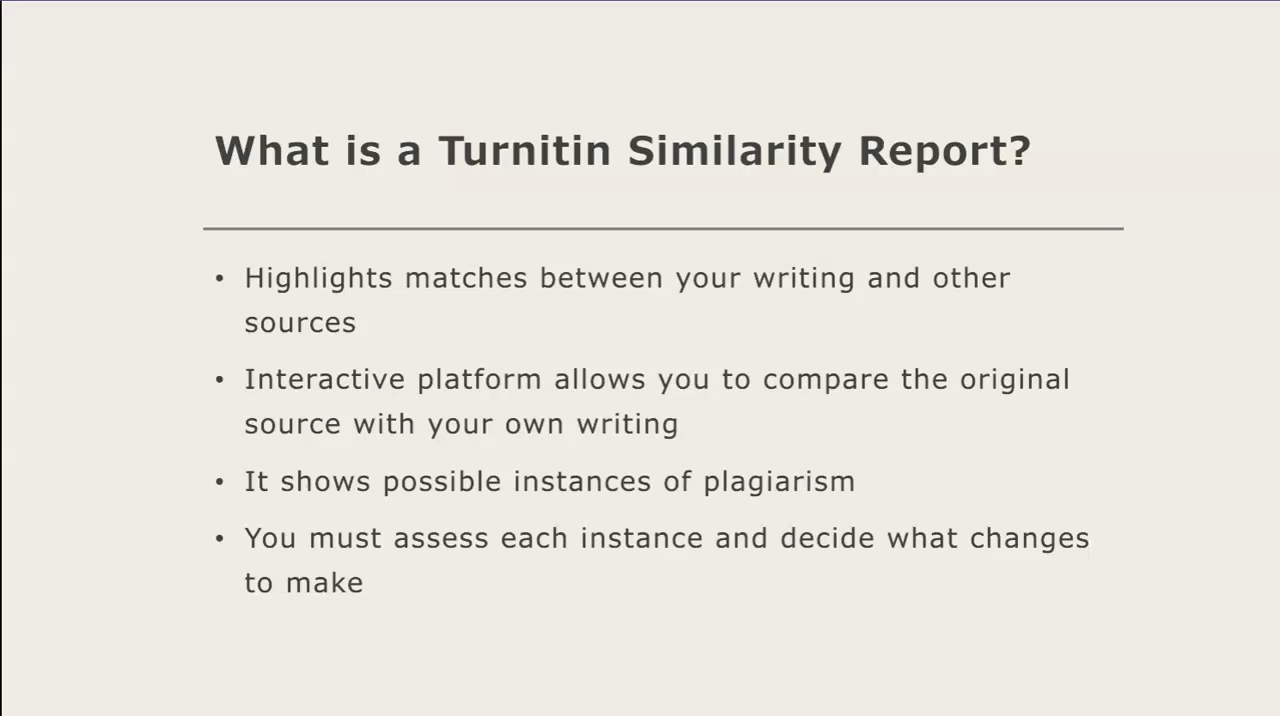 What is a Turnitin Similarity Report?
• Highlights matches between your writing and other
sources
• Interactive platform allows you to compare the original
source with your own writing
• It shows possible instances of plagiarism
• You must assess each instance and decide what changes
to make